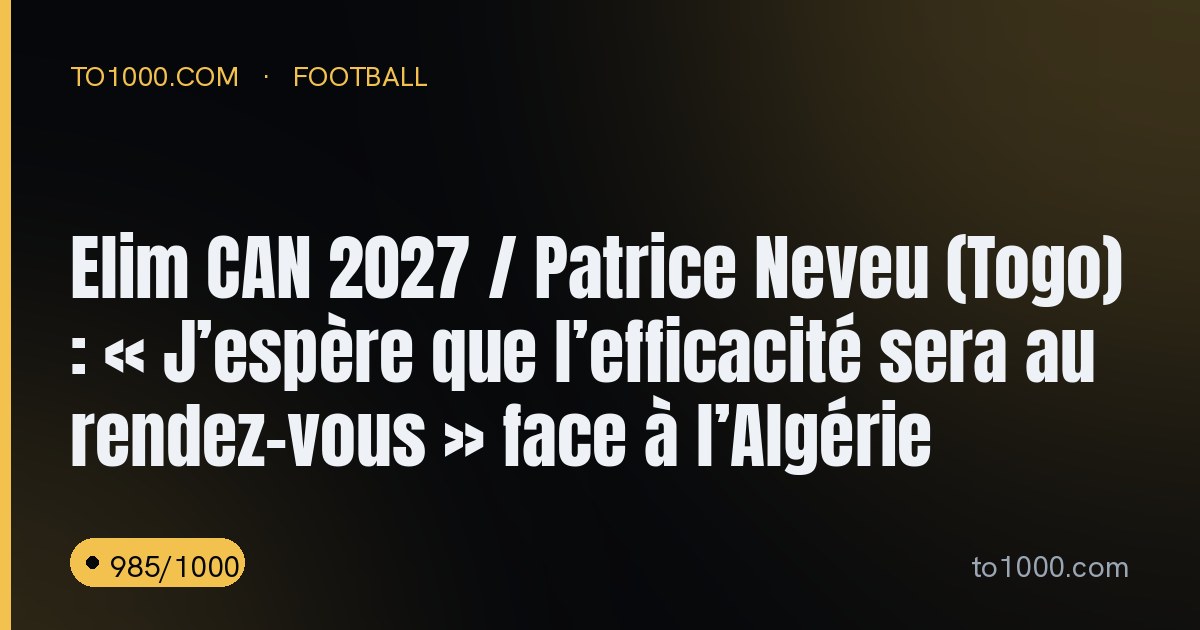 TO1000.COM · FOOTBALL
Elim CAN 2027 / Patrice Neveu (Togo)
: « J’espère que l’efficacité sera au
rendez-vous » face à l’Algérie
985/1000
to1000.com